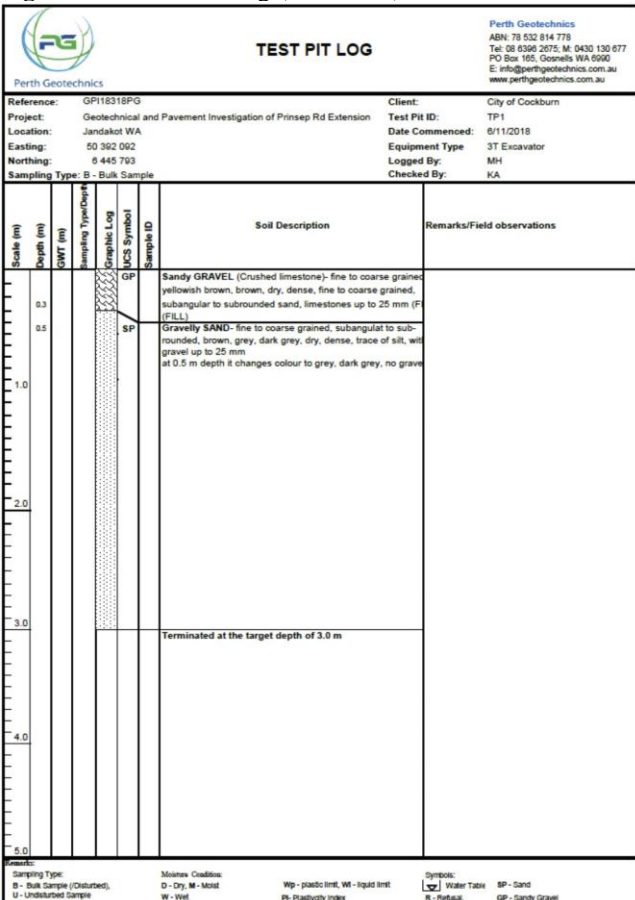 PG
Perth Geotechnics
TEST PIT LOG
Perth Geotechnics
ABN: 78 532 814 778
Tel: 08 6396 2675; M: 0430 130 677
PO Box 165, Gosnells WA 6990
E: info@perthgeotechnics.com.au
www.perthgeotechnics.com.au
Reference: GPI18318PG Client: City of Cockburn
Project: Geotechnical and Pavement Investigation of Prinsep Rd Extension Test Pit ID: TP1
Location: Jandakot WA Date Commenced: 6/11/2018
Easting: 50 392 092 Equipment Type 3T Excavator
Northing: 6 445 793 Logged By: MH
Sampling Type: B - Bulk Sample Checked By: KA
Scale (m) Depth (m) GWT (m) Sampling Type/Depth Graphic Log UCS Symbol Sample ID Soil Description Remarks/Field observations
GP Sandy GRAVEL (Crushed limestone)- fine to coarse grained
yellowish brown, brown, dry, dense, fine to coarse grained,
0.3 subangular to subrounded sand, limestones up to 25 mm (FI
(FILL)
0.5 SP Gravelly SAND- fine to coarse grained, subangulat to sub-
rounded, brown, grey, dark grey, dry, dense, trace of silt, wit
gravel up to 25 mm
at 0.5 m depth it changes colour to grey, dark grey, no grave
1.0
2.0
3.0
Terminated at the target depth of 3.0 m
4.0
5.0
Remark:
Sampling Type: Moisture Condition: Symbols:
B - Bulk Sample (/Disturbed), D - Dry, M - Moist Wp - plastic limit, Wl - liquid limit Water Table SP - Sand
U - Undisturbed Sample W - Wet PI- Plastivcity Index R - Refusal, GP - Sandy Gravel